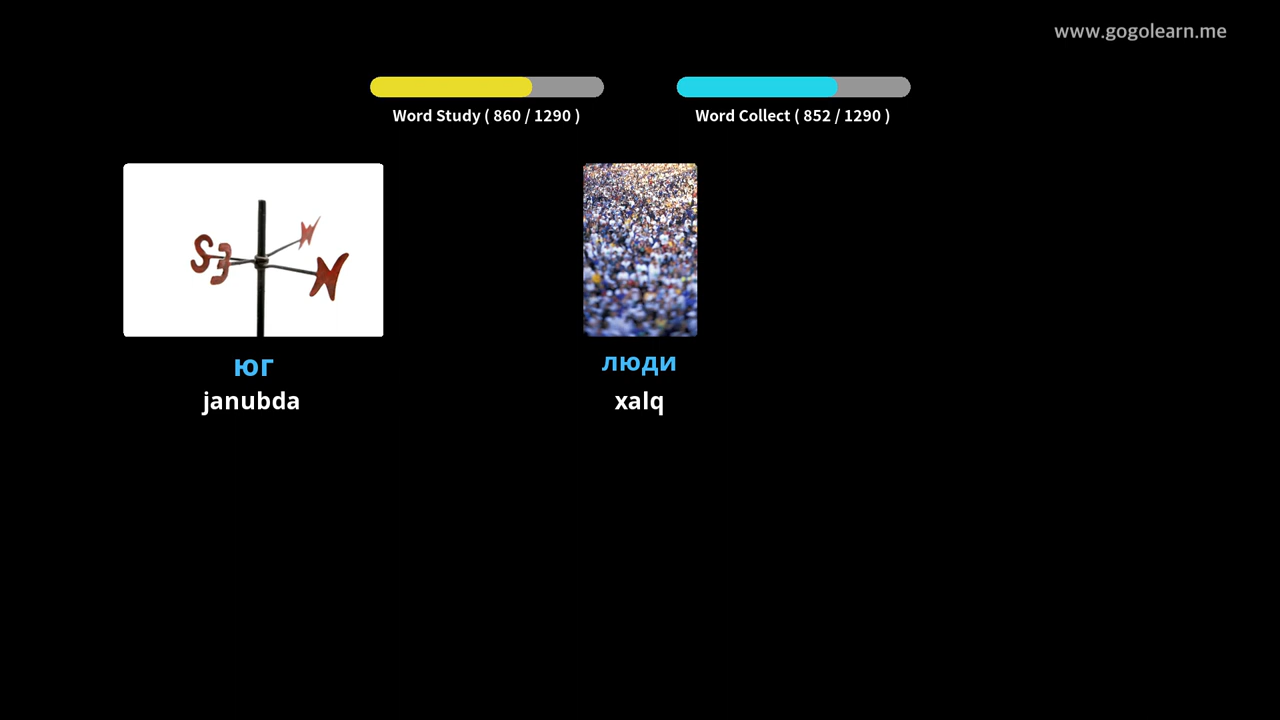 www.gogolearn.me
Word Study ( 860 / 1290 )
Word Collect ( 852 / 1290 )
S E N
юг
janubda
люди
xalq